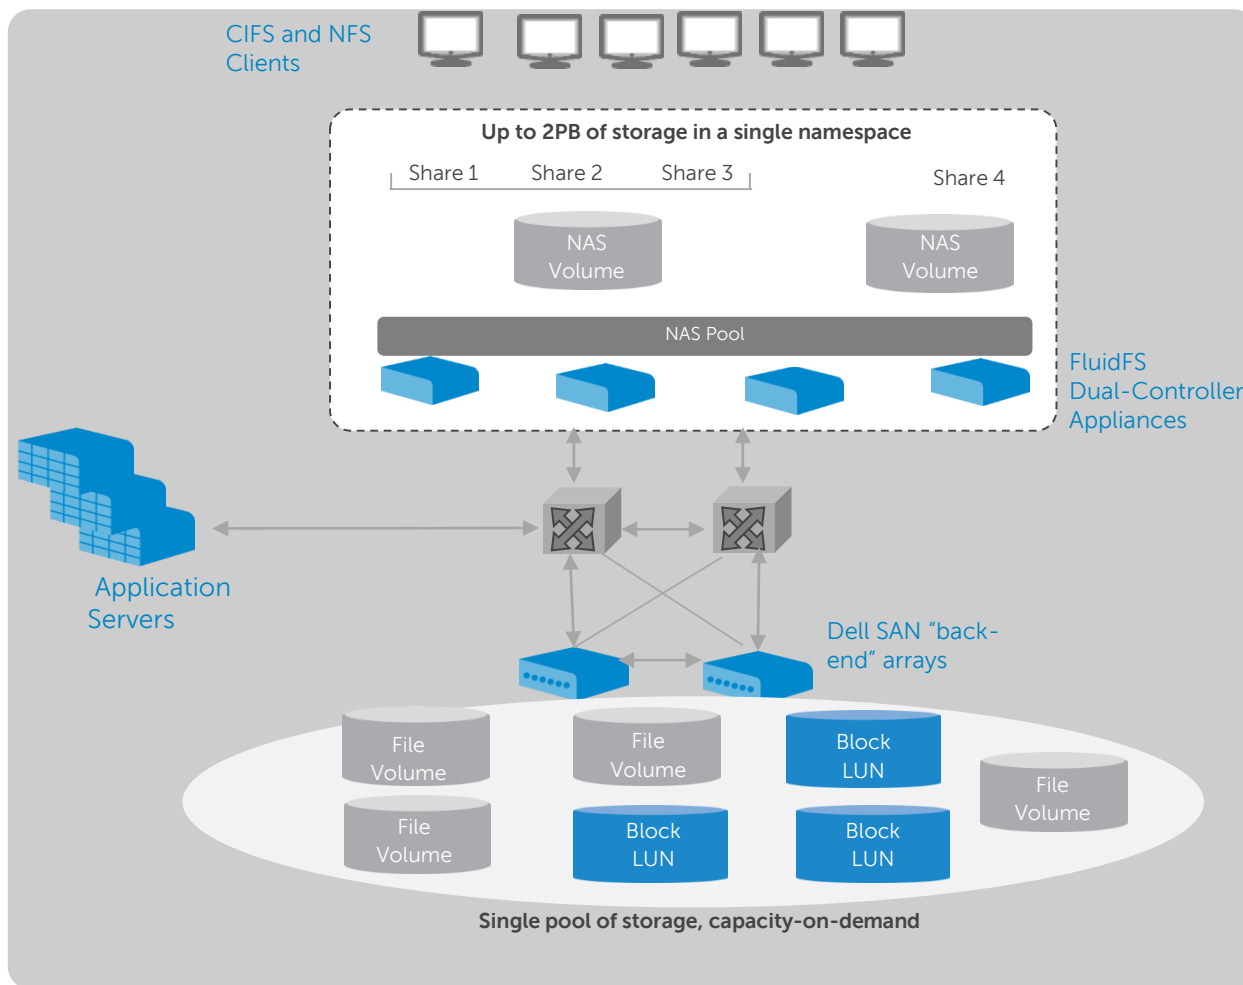 CIFS and NFS
Clients
Up to 2PB of storage in a single namespace
Share 1 Share 2 Share 3 Share 4
NAS
Volume
NAS
Volume
NAS Pool
FluidFS
Dual-Controller
Appliances
Application
Servers
Dell SAN “back-
end” arrays
File
Volume
File
Volume
Block
LUN
File
Volume
File
Volume
Block
LUN
Block
LUN
Single pool of storage, capacity-on-demand